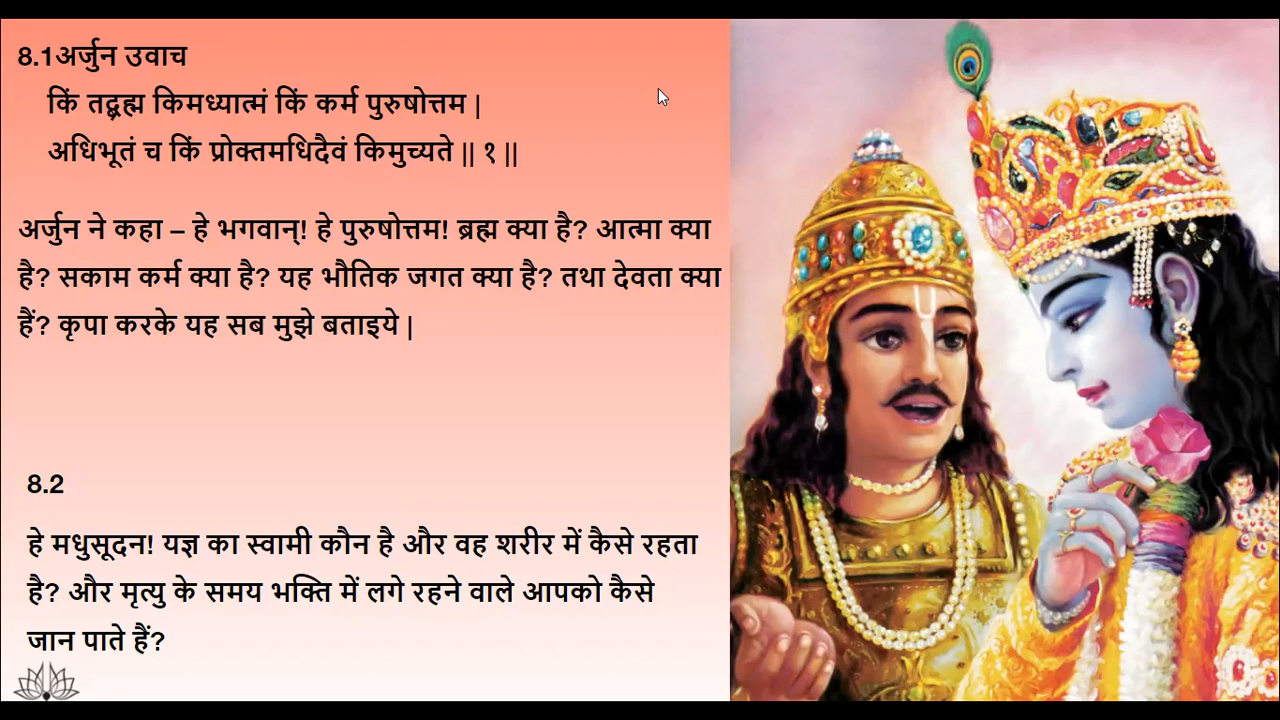 8.1अर्जुन उवाच
किं तद्ब्रह्म किमध्यात्मं किं कर्म पुरुषोत्तम |
अधिभूतं च किं प्रोक्तमधिदैवं किमुच्यते || १ ||
अर्जुन ने कहा – हे भगवान्! हे पुरुषोत्तम! ब्रह्म क्या है? आत्मा क्या
है? सकाम कर्म क्या है? यह भौतिक जगत क्या है? तथा देवता क्या
हैं? कृपा करके यह सब मुझे बताइये |
8.2
हे मधुसूदन! यज्ञ का स्वामी कौन है और वह शरीर में कैसे रहता
है? और मृत्यु के समय भक्ति में लगे रहने वाले आपको कैसे
जान पाते हैं?